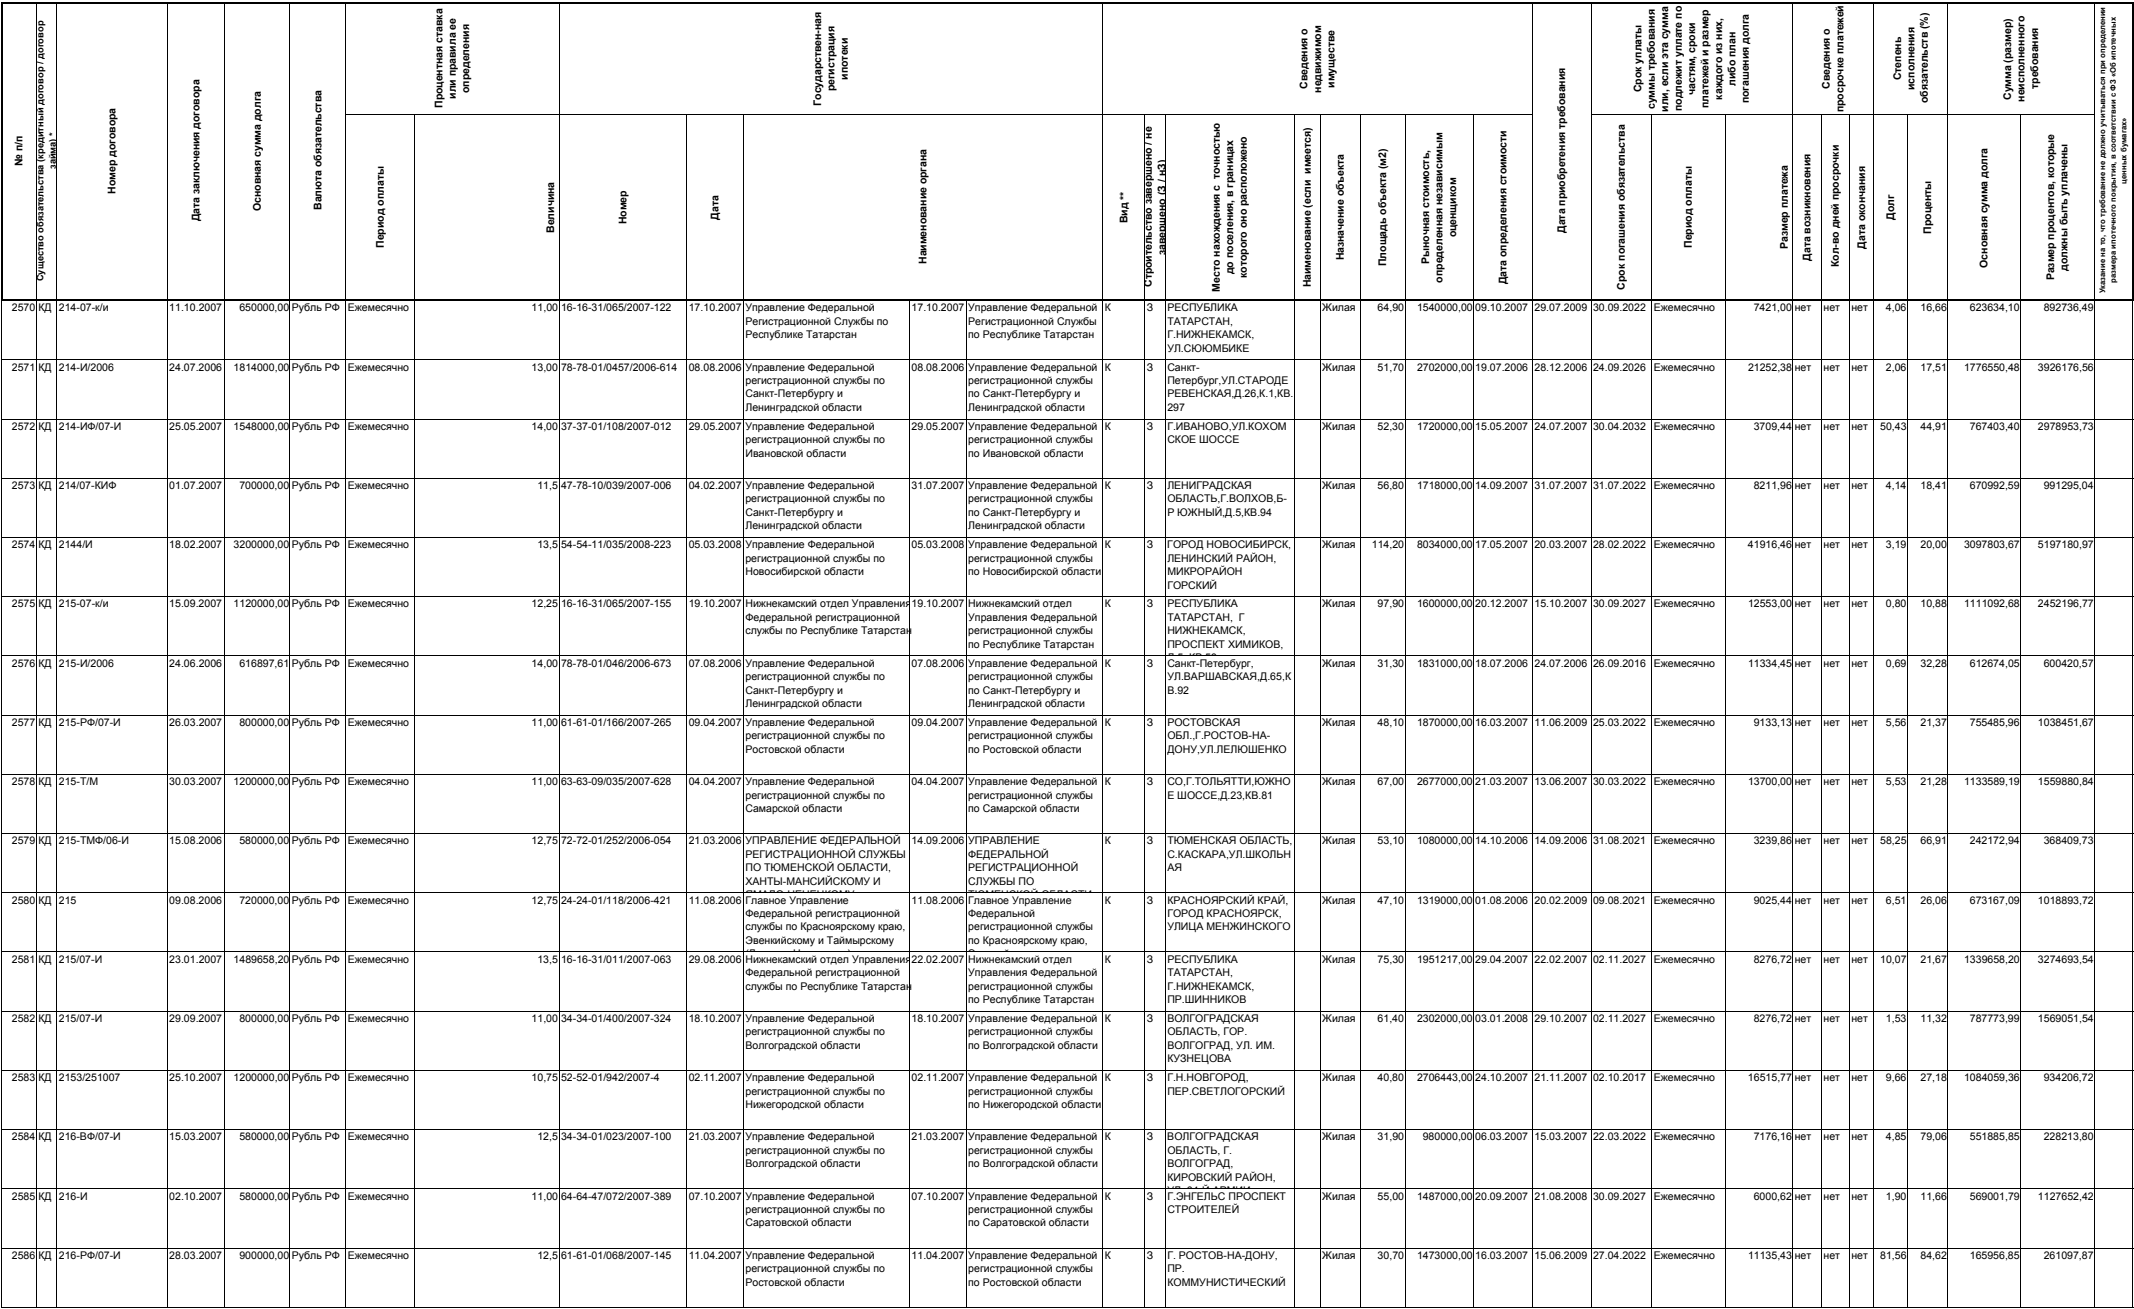 № п/п
Существо обязательства (кредитный договор / договор
займа) *
Номер договора
Дата заключения договора
Основная сумма долга
Валюта обязательства
Процентная ставка
или правила ее
определения
Период оплаты
Величина
Государствен-ная
регистрация
ипотеки
Номер
Дата
Наименование органа
Сведения о
недвижимом
имуществе
Вид **
Строительство завершено / не
завершено (З / нЗ)
Место нахождения с точностью
до поселения, в границах
которого оно расположено
Наименование (если имеется)
Назначение объекта
Площадь объекта (м2)
Рыночная стоимость,
определенная независимым
оценщиком
Дата определения стоимости
Дата приобретения требования
Срок уплаты
суммы требования
или, если эта сумма
подлежит уплате по
частям, сроки
платежей и размер
каждого из них,
либо план
погашения долга
Срок погашения обязательства
Период оплаты
Размер платежа
Сведения о
просрочке платежей
Дата возникновения
Кол-во дней просрочки
Дата окончания
Степень
исполнения
обязательств (%)
Долг
Проценты
Сумма (размер)
неисполненного
требования
Основная сумма долга
Размер процентов, которые
должны быть уплачены
Указание на то, что требование не должно учитываться при определении
размера ипотечного покрытия, в соответствии с ФЗ «Об ипотечных
ценных бумагах»
2570 КД 214-07-к/и 11.10.2007 650000,00 Рубль РФ Ежемесячно 11,00 16-16-31/065/2007-122 17.10.2007 Управление Федеральной 17.10.2007 Управление Федеральной К З РЕСПУБЛИКА Жилая 64,90 1540000,00 09.10.2007 29.07.2009 30.09.2022 Ежемесячно 7421,00 нет нет нет 4,06 16,66 623634,10 892736,49
Регистрационной Службы по Регистрационной Службы ТАТАРСТАН,
Республике Татарстан по Республике Татарстан Г.НИЖНЕКАМСК,
УЛ.СЮЮМБИКЕ
2571 КД 214-И/2006 24.07.2006 1814000,00 Рубль РФ Ежемесячно 13,00 78-78-01/0457/2006-614 08.08.2006 Управление Федеральной 08.08.2006 Управление Федеральной К З Санкт- Жилая 51,70 2702000,00 19.07.2006 28.12.2006 24.09.2026 Ежемесячно 21252,38 нет нет нет 2,06 17,51 1776550,48 3926176,56
регистрационной службы по регистрационной службы Петербург,УЛ.СТАРОДЕ
Санкт-Петербургу и по Санкт-Петербургу и РЕВЕНСКАЯ,Д.26,К.1,КВ.
Ленинградской области Ленинградской области 297
2572 КД 214-ИФ/07-И 25.05.2007 1548000,00 Рубль РФ Ежемесячно 14,00 37-37-01/108/2007-012 29.05.2007 Управление Федеральной 29.05.2007 Управление Федеральной К З Г.ИВАНОВО,УЛ.КОХОМ Жилая 52,30 1720000,00 15.05.2007 24.07.2007 30.04.2032 Ежемесячно 3709,44 нет нет нет 50,43 44,91 767403,40 2978953,73
регистрационной службы по регистрационной службы СКОЕ ШОССЕ
Ивановской области по Ивановской области
2573 КД 214/07-КИФ 01.07.2007 700000,00 Рубль РФ Ежемесячно 11,5 47-78-10/039/2007-006 04.02.2007 Управление Федеральной 31.07.2007 Управление Федеральной К З ЛЕНИГРАДСКАЯ Жилая 56,80 1718000,00 14.09.2007 31.07.2007 31.07.2022 Ежемесячно 8211,96 нет нет нет 4,14 18,41 670992,59 991295,04
регистрационной службы по регистрационной службы ОБЛАСТЬ,Г.ВОЛХОВ,Б-
Санкт-Петербургу и по Санкт-Петербургу и Р ЮЖНЫЙ,Д.5,КВ.94
Ленинградской области Ленинградской области
2574 КД 2144/И 18.02.2007 3200000,00 Рубль РФ Ежемесячно 13,5 54-54-11/035/2008-223 05.03.2008 Управление Федеральной 05.03.2008 Управление Федеральной К З ГОРОД НОВОСИБИРСК, Жилая 114,20 8034000,00 17.05.2007 20.03.2007 28.02.2022 Ежемесячно 41916,46 нет нет нет 3,19 20,00 3097803,67 5197180,97
регистрационной службы по регистрационной службы ЛЕНИНСКИЙ РАЙОН,
Новосибирской области по Новосибирской области МИКРОРАЙОН
ГОРСКИЙ
2575 КД 215-07-к/и 15.09.2007 1120000,00 Рубль РФ Ежемесячно 12,25 16-16-31/065/2007-155 19.10.2007 Нижнекамский отдел Управления 19.10.2007 Нижнекамский отдел К З РЕСПУБЛИКА Жилая 97,90 1600000,00 20.12.2007 15.10.2007 30.09.2027 Ежемесячно 12553,00 нет нет нет 0,80 10,88 1111092,68 2452196,77
Федеральной регистрационной Управления Федеральной ТАТАРСТАН, Г
службы по Республике Татарстан регистрационной службы НИЖНЕКАМСК,
по Республике Татарстан ПРОСПЕКТ ХИМИКОВ,
2576 КД 215-И/2006 24.06.2006 616897,61 Рубль РФ Ежемесячно 14,00 78-78-01/046/2006-673 07.08.2006 Управление Федеральной 07.08.2006 Управление Федеральной К З Санкт-Петербург, Жилая 31,30 1831000,00 18.07.2006 24.07.2006 26.09.2016 Ежемесячно 11334,45 нет нет нет 0,69 32,28 612674,05 600420,57
регистрационной службы по регистрационной службы УЛ.ВАРШАВСКАЯ,Д.65,К
Санкт-Петербургу и по Санкт-Петербургу и В.92
Ленинградской области Ленинградской области
2577 КД 215-РФ/07-И 26.03.2007 800000,00 Рубль РФ Ежемесячно 11,00 61-61-01/166/2007-265 09.04.2007 Управление Федеральной 09.04.2007 Управление Федеральной К З РОСТОВСКАЯ Жилая 48,10 1870000,00 16.03.2007 11.06.2009 25.03.2022 Ежемесячно 9133,13 нет нет нет 5,56 21,37 755485,96 1038451,67
регистрационной службы по регистрационной службы ОБЛ.,Г.РОСТОВ-НА-
Ростовской области по Ростовской области ДОНУ,УЛ.ЛЕЛЮШЕНКО
2578 КД 215-Т/М 30.03.2007 1200000,00 Рубль РФ Ежемесячно 11,00 63-63-09/035/2007-628 04.04.2007 Управление Федеральной 04.04.2007 Управление Федеральной К З СО,Г.ТОЛЬЯТТИ,ЮЖНО Жилая 67,00 2677000,00 21.03.2007 13.06.2007 30.03.2022 Ежемесячно 13700,00 нет нет нет 5,53 21,28 1133589,19 1559880,84
регистрационной службы по регистрационной службы Е ШОССЕ,Д.23,КВ.81
Самарской области по Самарской области
2579 КД 215-ТМФ/06-И 15.08.2006 580000,00 Рубль РФ Ежемесячно 12,75 72-72-01/252/2006-054 21.03.2006 УПРАВЛЕНИЕ ФЕДЕРАЛЬНОЙ 14.09.2006 УПРАВЛЕНИЕ К З ТЮМЕНСКАЯ ОБЛАСТЬ, Жилая 53,10 1080000,00 14.10.2006 14.09.2006 31.08.2021 Ежемесячно 3239,86 нет нет нет 58,25 66,91 242172,94 368409,73
РЕГИСТРАЦИОННОЙ СЛУЖБЫ ФЕДЕРАЛЬНОЙ С.КАСКАРА,УЛ.ШКОЛЬН
ПО ТЮМЕНСКОЙ ОБЛАСТИ, РЕГИСТРАЦИОННОЙ АЯ
ХАНТЫ-МАНСИЙСКОМУ И СЛУЖБЫ ПО
2580 КД 215 09.08.2006 720000,00 Рубль РФ Ежемесячно 12,75 24-24-01/118/2006-421 11.08.2006 Главное Управление 11.08.2006 Главное Управление К З КРАСНОЯРСКИЙ КРАЙ, Жилая 47,10 1319000,00 01.08.2006 20.02.2009 09.08.2021 Ежемесячно 9025,44 нет нет нет 6,51 26,06 673167,09 1018893,72
Федеральной регистрационной Федеральной ГОРОД КРАСНОЯРСК,
службы по Красноярскому краю, регистрационной службы УЛИЦА МЕНЖИНСКОГО
Эвенкийскому и Таймырскому по Красноярскому краю,
2581 КД 215/07-И 23.01.2007 1489658,20 Рубль РФ Ежемесячно 13,5 16-16-31/011/2007-063 29.08.2006 Нижнекамский отдел Управления 22.02.2007 Нижнекамский отдел К З РЕСПУБЛИКА Жилая 75,30 1951217,00 29.04.2007 22.02.2007 02.11.2027 Ежемесячно 8276,72 нет нет нет 10,07 21,67 1339658,20 3274693,54
Федеральной регистрационной Управления Федеральной ТАТАРСТАН,
службы по Республике Татарстан регистрационной службы Г.НИЖНЕКАМСК,
по Республике Татарстан ПР.ШИННИКОВ
2582 КД 215/07-И 29.09.2007 800000,00 Рубль РФ Ежемесячно 11,00 34-34-01/400/2007-324 18.10.2007 Управление Федеральной 18.10.2007 Управление Федеральной К З ВОЛГОГРАДСКАЯ Жилая 61,40 2302000,00 03.01.2008 29.10.2007 02.11.2027 Ежемесячно 8276,72 нет нет нет 1,53 11,32 787773,99 1569051,54
регистрационной службы по регистрационной службы ОБЛАСТЬ, ГОР.
Волгоградской области по Волгоградской области ВОЛГОГРАД, УЛ. ИМ.
КУЗНЕЦОВА
2583 КД 2153/251007 25.10.2007 1200000,00 Рубль РФ Ежемесячно 10,75 52-52-01/942/2007-4 02.11.2007 Управление Федеральной 02.11.2007 Управление Федеральной К З Г.Н.НОВГОРОД, Жилая 40,80 2706443,00 24.10.2007 21.11.2007 02.10.2017 Ежемесячно 16515,77 нет нет нет 9,66 27,18 1084059,36 934206,72
регистрационной службы по регистрационной службы ПЕР.СВЕТЛОГОРСКИЙ
Нижегородской области по Нижегородской области
2584 КД 216-ВФ/07-И 15.03.2007 580000,00 Рубль РФ Ежемесячно 12,5 34-34-01/023/2007-100 21.03.2007 Управление Федеральной 21.03.2007 Управление Федеральной К З ВОЛГОГРАДСКАЯ Жилая 31,90 980000,00 06.03.2007 15.03.2007 22.03.2022 Ежемесячно 7176,16 нет нет нет 4,85 79,06 551885,85 228213,80
регистрационной службы по регистрационной службы ОБЛАСТЬ, Г.
Волгоградской области по Волгоградской области ВОЛГОГРАД,
КИРОВСКИЙ РАЙОН,
2585 КД 216-И 02.10.2007 580000,00 Рубль РФ Ежемесячно 11,00 64-64-47/072/2007-389 07.10.2007 Управление Федеральной 07.10.2007 Управление Федеральной К З Г.ЭНГЕЛЬС ПРОСПЕКТ Жилая 55,00 1487000,00 20.09.2007 21.08.2008 30.09.2027 Ежемесячно 6000,62 нет нет нет 1,90 11,66 569001,79 1127652,42
регистрационной службы по регистрационной службы СТРОИТЕЛЕЙ
Саратовской области по Саратовской области
2586 КД 216-РФ/07-И 28.03.2007 900000,00 Рубль РФ Ежемесячно 12,5 61-61-01/068/2007-145 11.04.2007 Управление Федеральной 11.04.2007 Управление Федеральной К З Г. РОСТОВ-НА-ДОНУ, Жилая 30,70 1473000,00 16.03.2007 15.06.2009 27.04.2022 Ежемесячно 11135,43 нет нет нет 81,56 84,62 165956,85 261097,87
регистрационной службы по регистрационной службы ПР.
Ростовской области по Ростовской области КОММУНИСТИЧЕСКИЙ